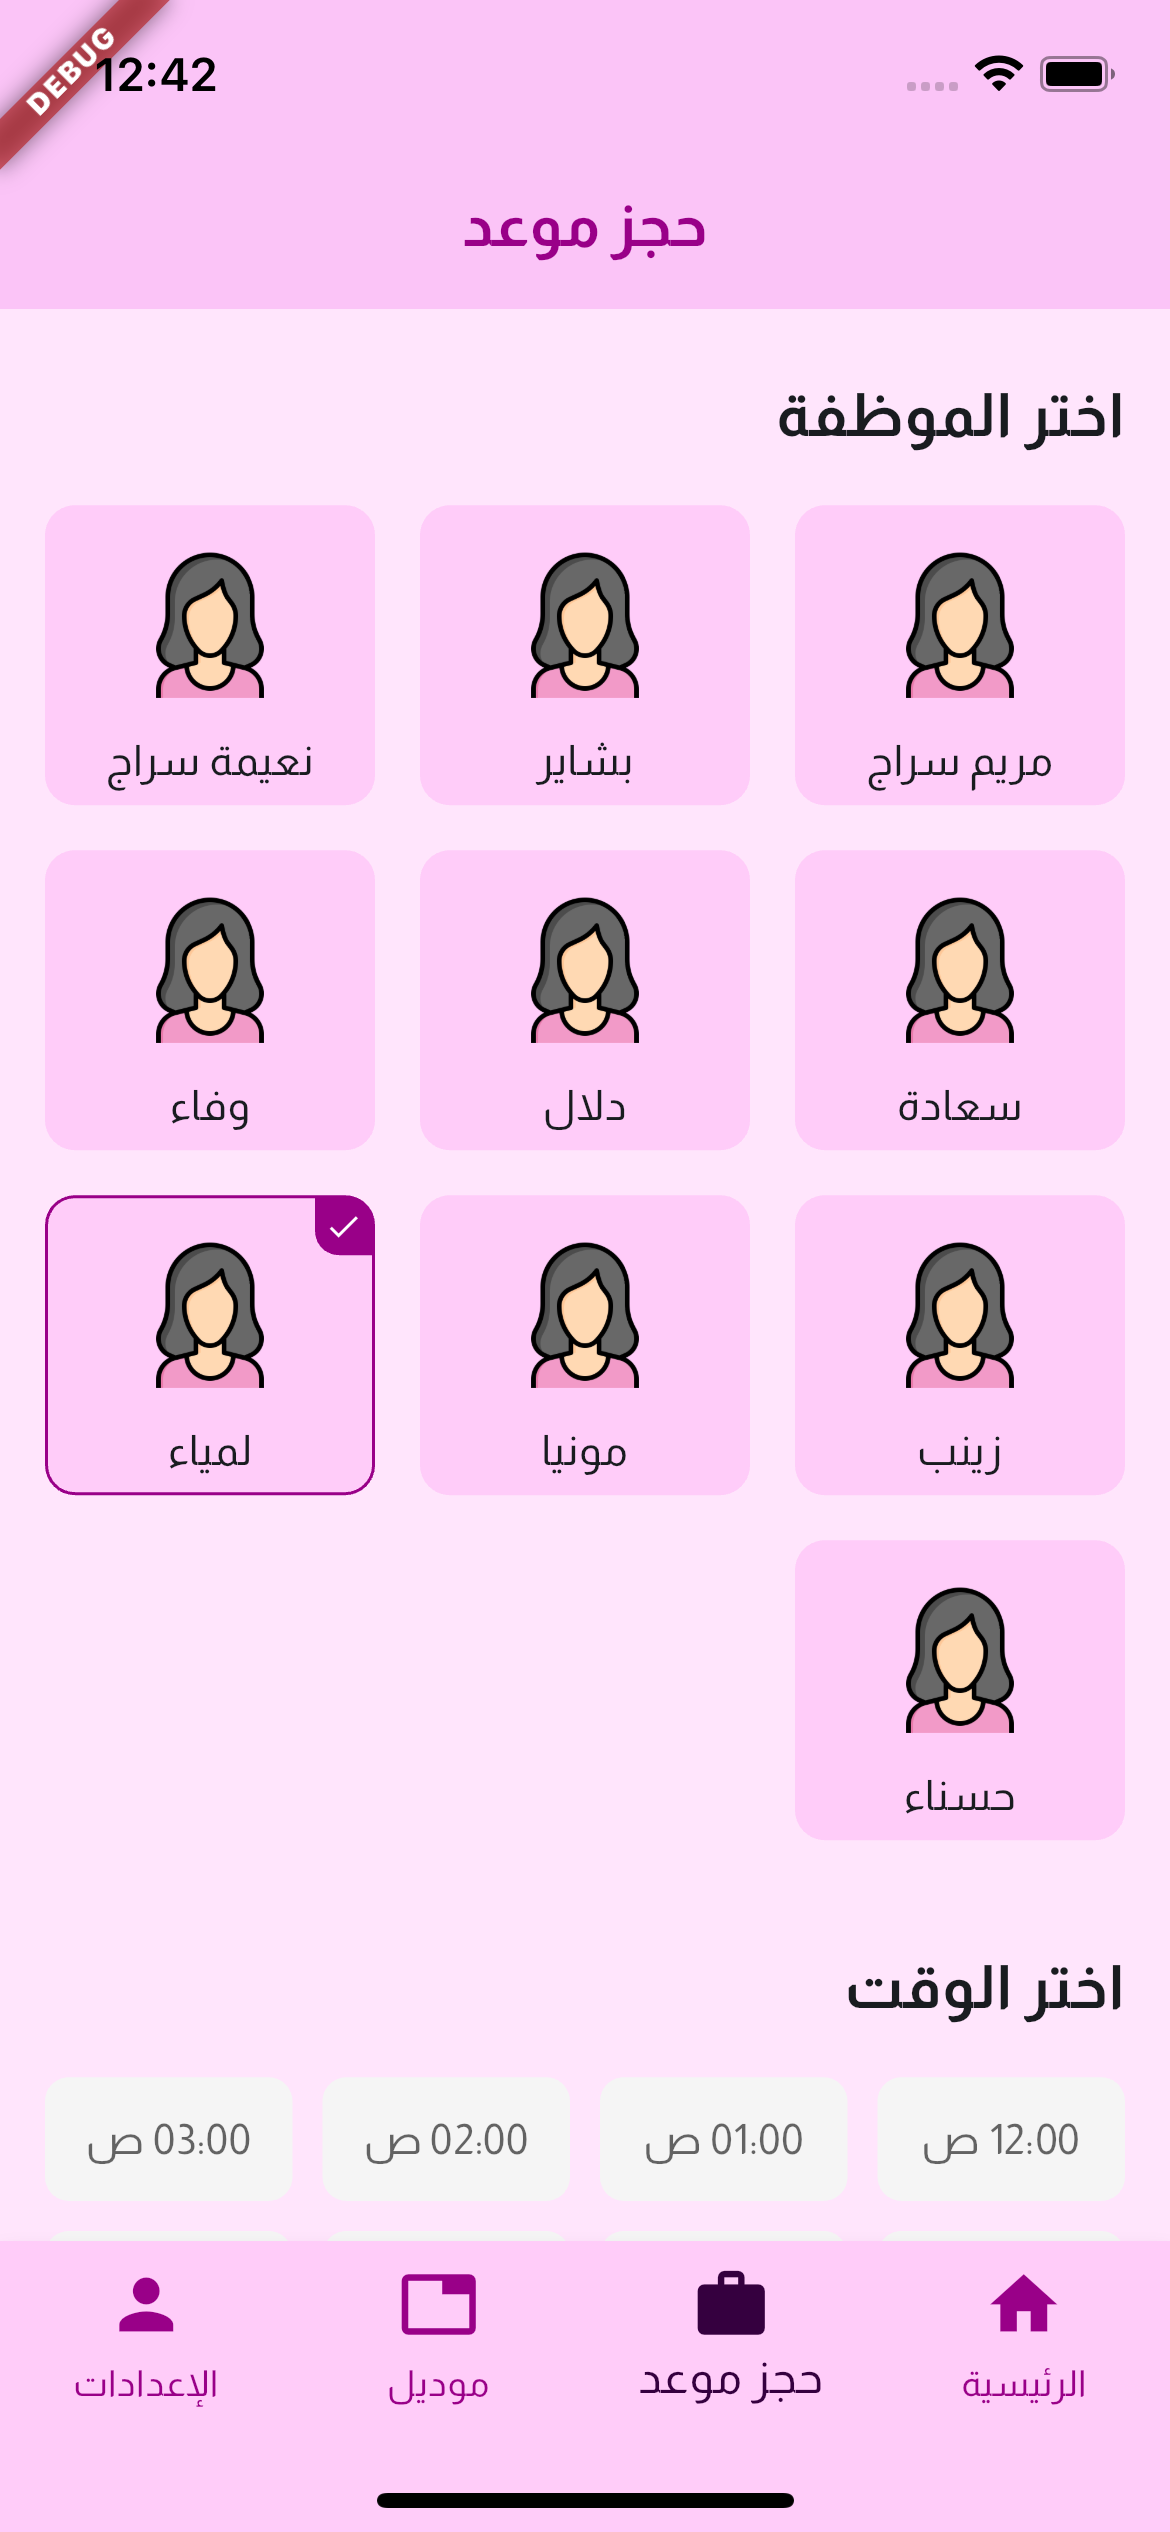 DEBUG
12:42
حجز موعد
اختر الموظفة
مريم سراج
بشاير
نعيمة سراج
سعادة
دلال
وفاء
زينب
مونيا
لمياء
حسناء
اختر الوقت
12:00 ص
01:00 ص
02:00 ص
03:00 ص
الرئيسية
حجز موعد
موديل
الإعدادات